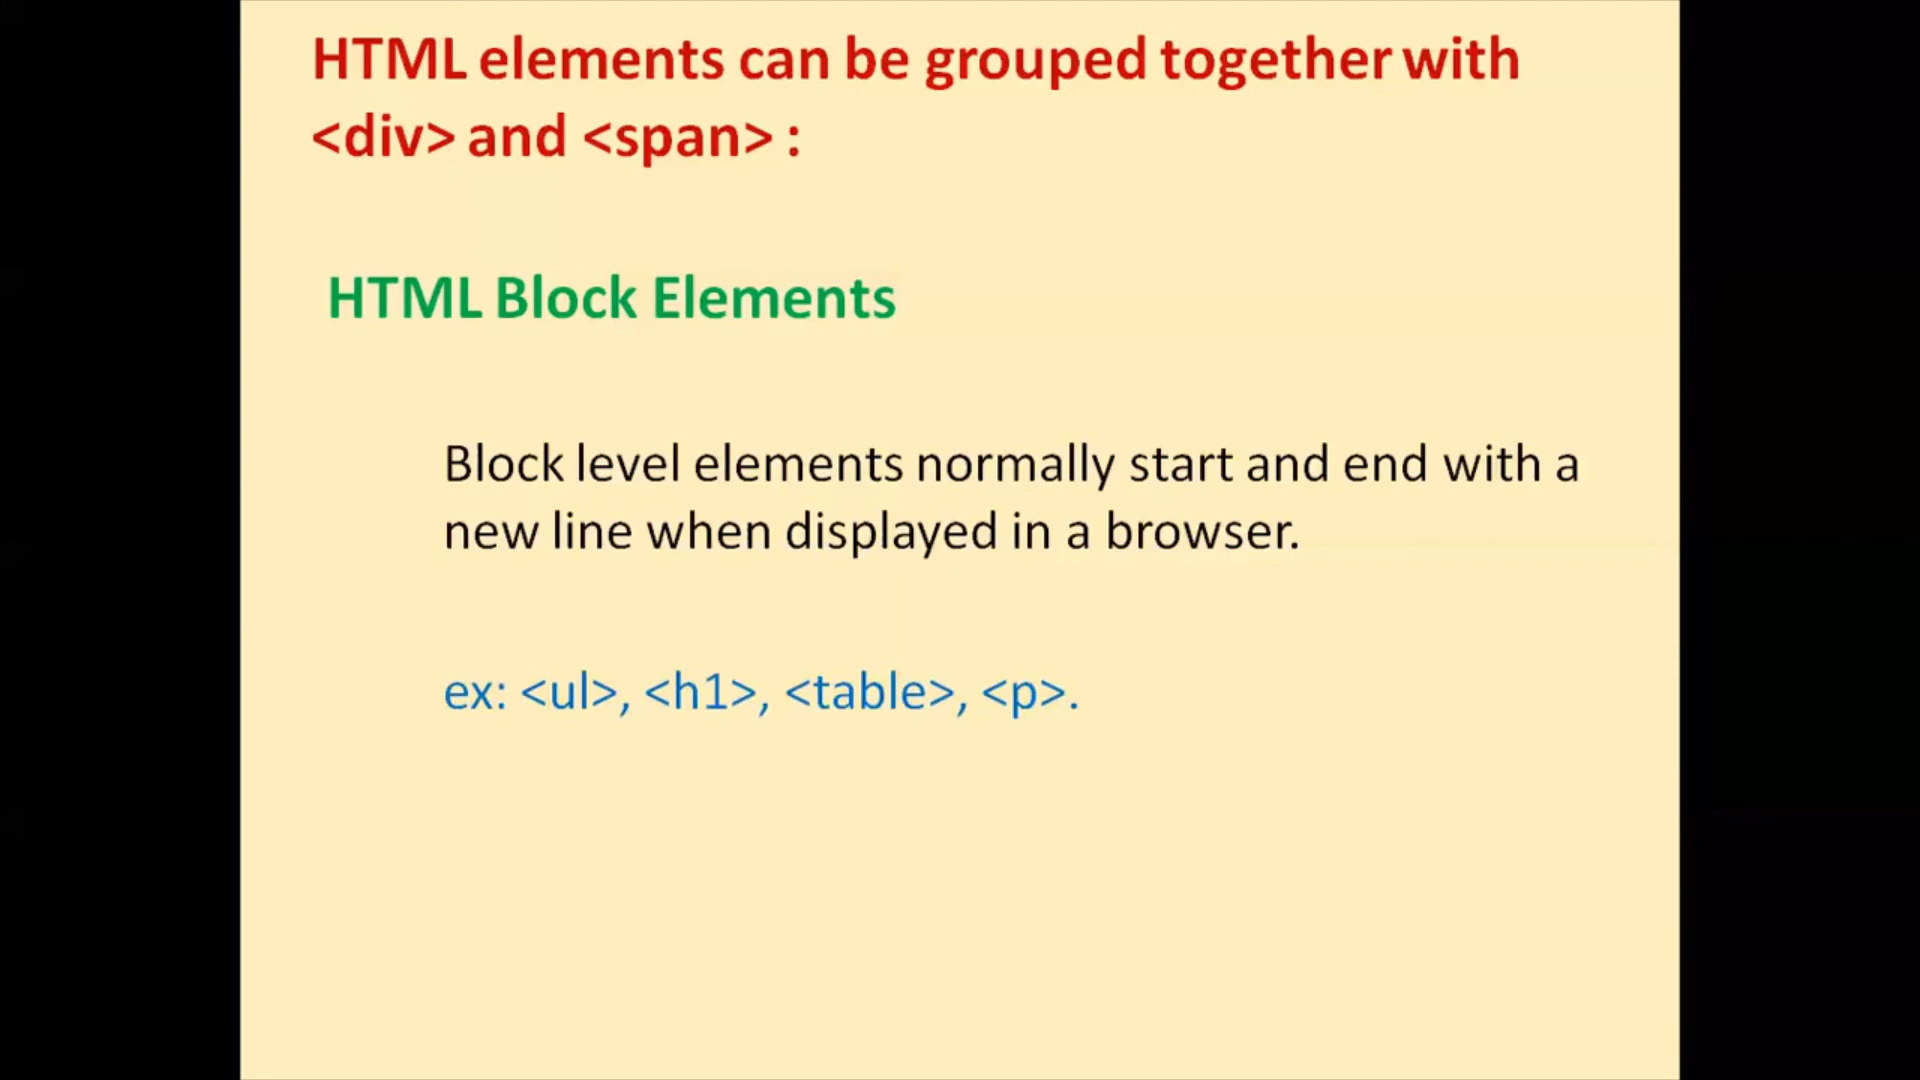 HTML elements can be grouped together with
<div> and <span> :
HTML Block Elements
Block level elements normally start and end with a
new line when displayed in a browser.
ex: <ul>, <h1>, <table>, <p>.